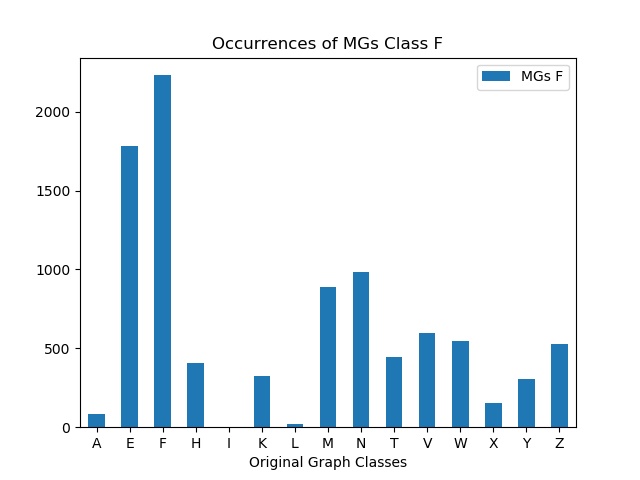 Occurrences of MGs Class F
MGs F
2000
1500
1000
500
0
A E F H I K L M N T V W X Y Z
Original Graph Classes